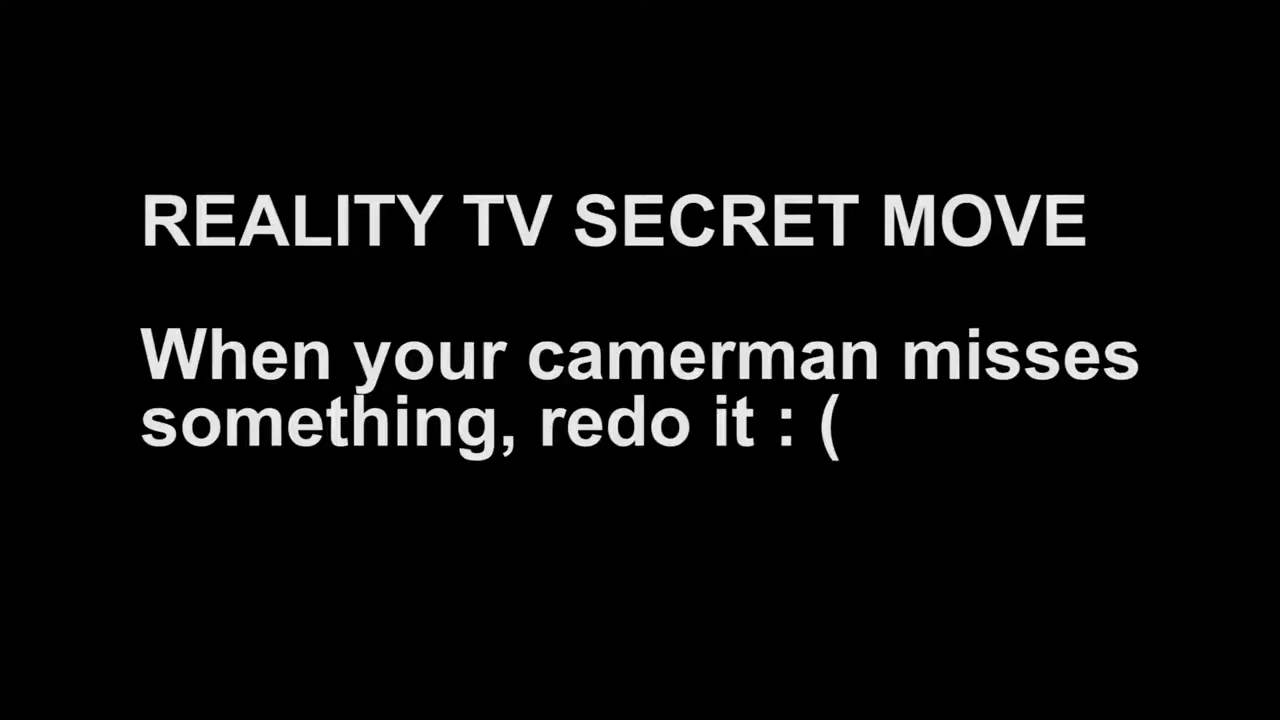 REALITY TV SECRET MOVE
When your camerman misses
something, redo it : (